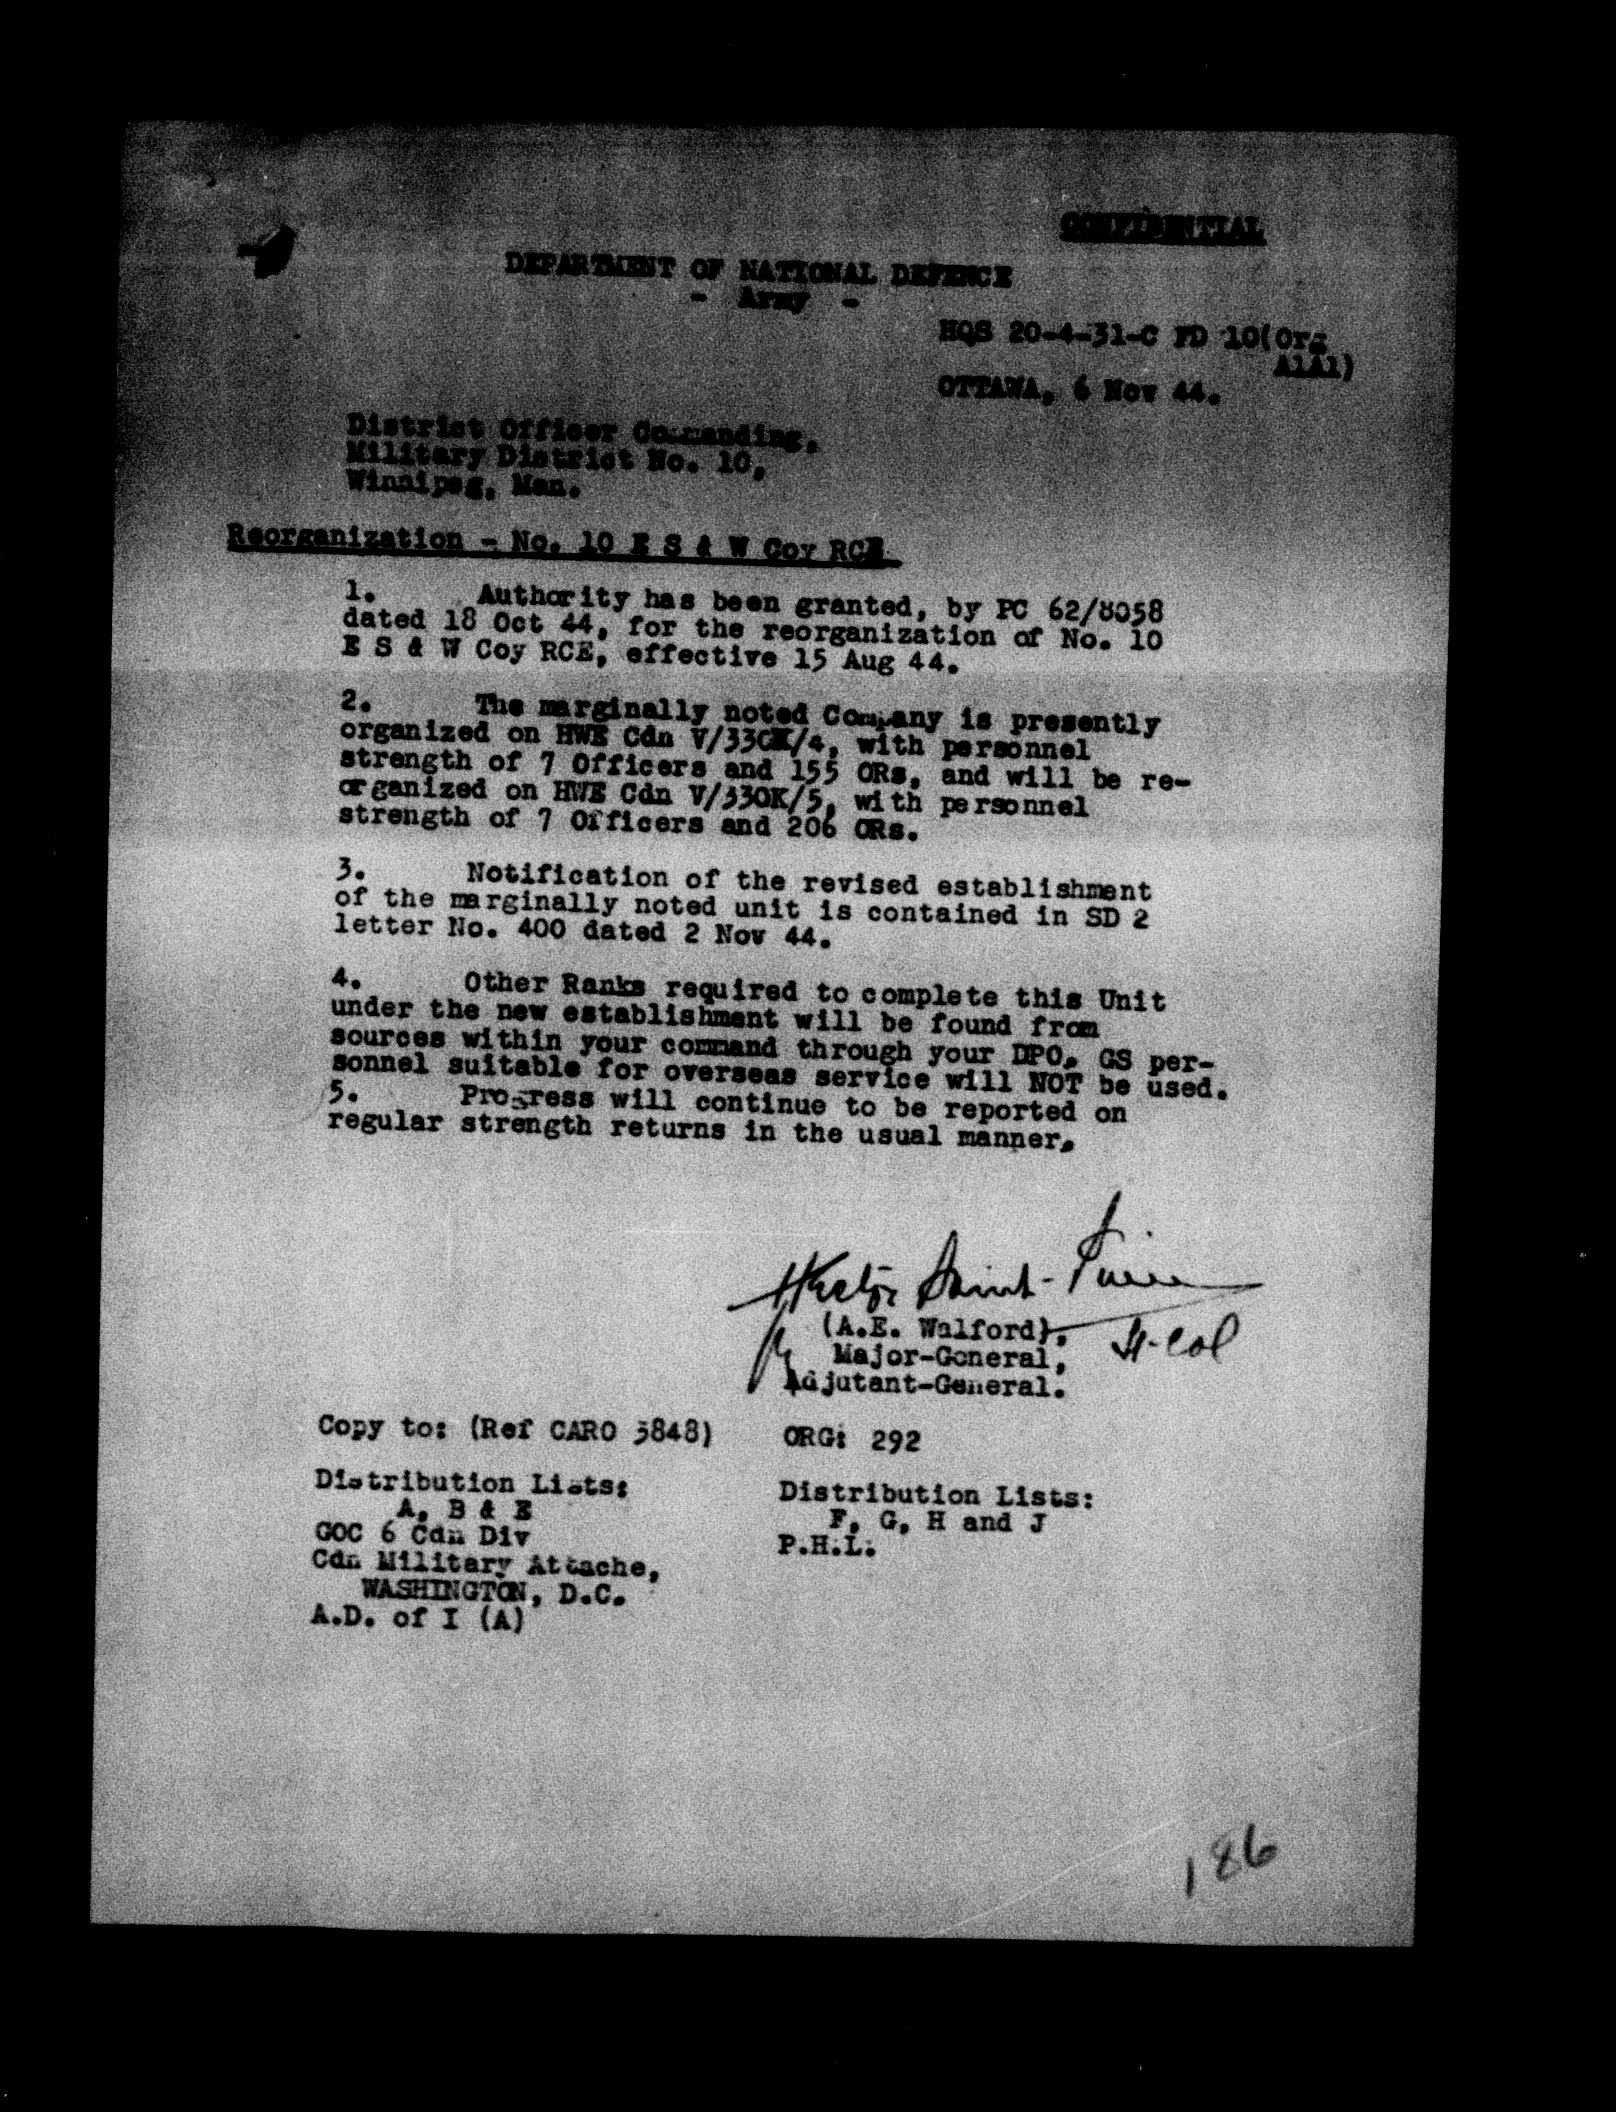 CONFIDENTIAL
DEPARTMENT OF NATIONAL DEFENCE
- Army -
HQS 20-4-31-C FD 10(Org
A1A1)
OTTAWA, 6 Nov 44.
District Officer Commanding,
Military District No. 10,
Winnipeg, Man.
Reorganization - No. 10 E S & W Coy RCE
1. Authority has been granted, by PC 62/8058
dated 18 Oct 44, for the reorganization of No. 10
E S & W Coy RCE, effective 15 Aug 44.
2. The marginally noted Company is presently
organized on HWE Cdn V/330K/4, with personnel
strength of 7 Officers and 155 ORs, and will be re-
organized on HWE Cdn V/330K/5, with personnel
strength of 7 Officers and 206 ORs.
3. Notification of the revised establishment
of the marginally noted unit is contained in SD 2
letter No. 400 dated 2 Nov 44.
4. Other Ranks required to complete this Unit
under the new establishment will be found from
sources within your command through your DPO. GS per-
sonnel suitable for overseas service will NOT be used.
5. Progress will continue to be reported on
regular strength returns in the usual manner.
Hector Saint-
(A.E. Walford), Lt-Col
Major-General,
Adjutant-General.
Copy to: (Ref CARO 3848) ORG: 292
Distribution Lists: Distribution Lists:
A, B & E F, G, H and J
GOC 6 Cdn Div P.H.L.
Cdn Military Attache,
WASHINGTON, D.C.
A.D. of I (A)
186